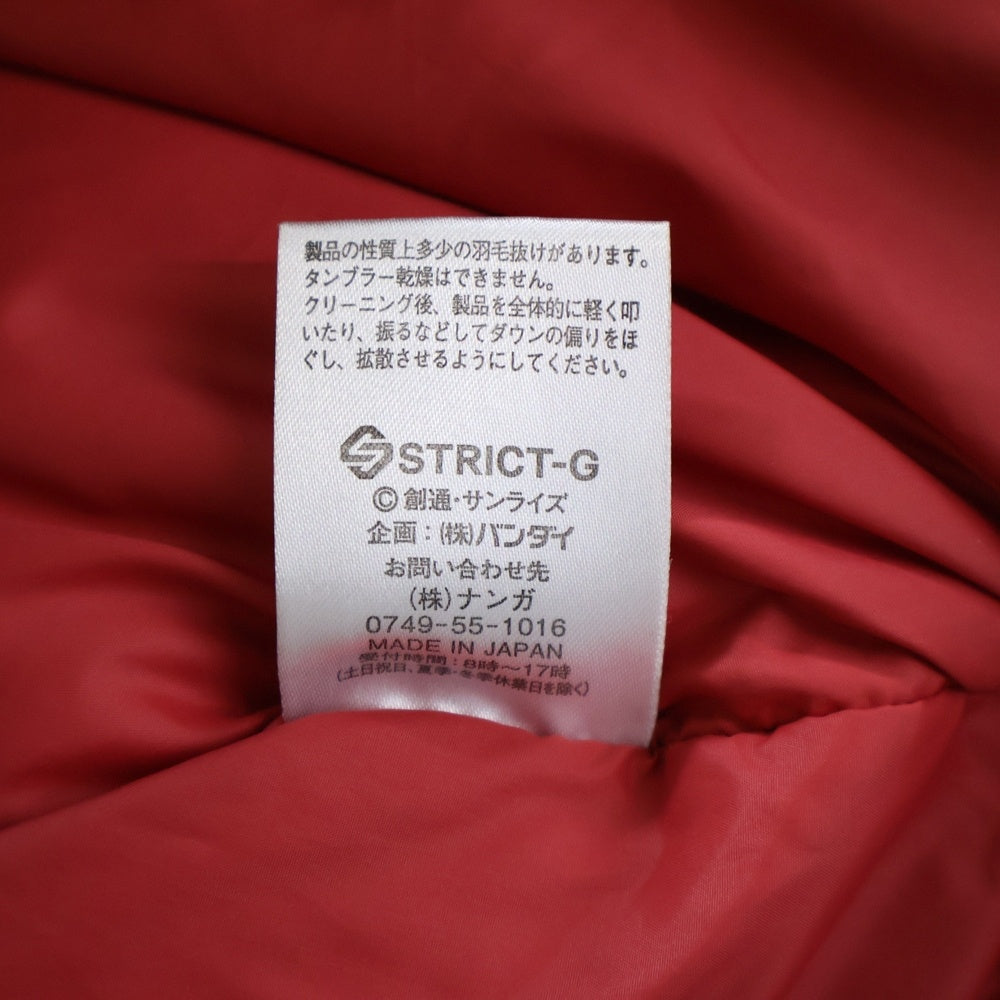 製品の性質上多少の羽毛抜けがあります。
タンブラー乾燥はできません。
クリーニング後、製品を全体的に軽く叩
いたり、振るなどしてダウンの偏りをほ
ぐし、拡散させるようにしてください。
STRICT-G
©創通・サンライズ
企画：(株)バンダイ
お問い合わせ先
(株)ナンガ
0749-55-1016
MADE IN JAPAN
受付時間：8時～17時
(土日祝日、夏季・冬季休業日を除く)